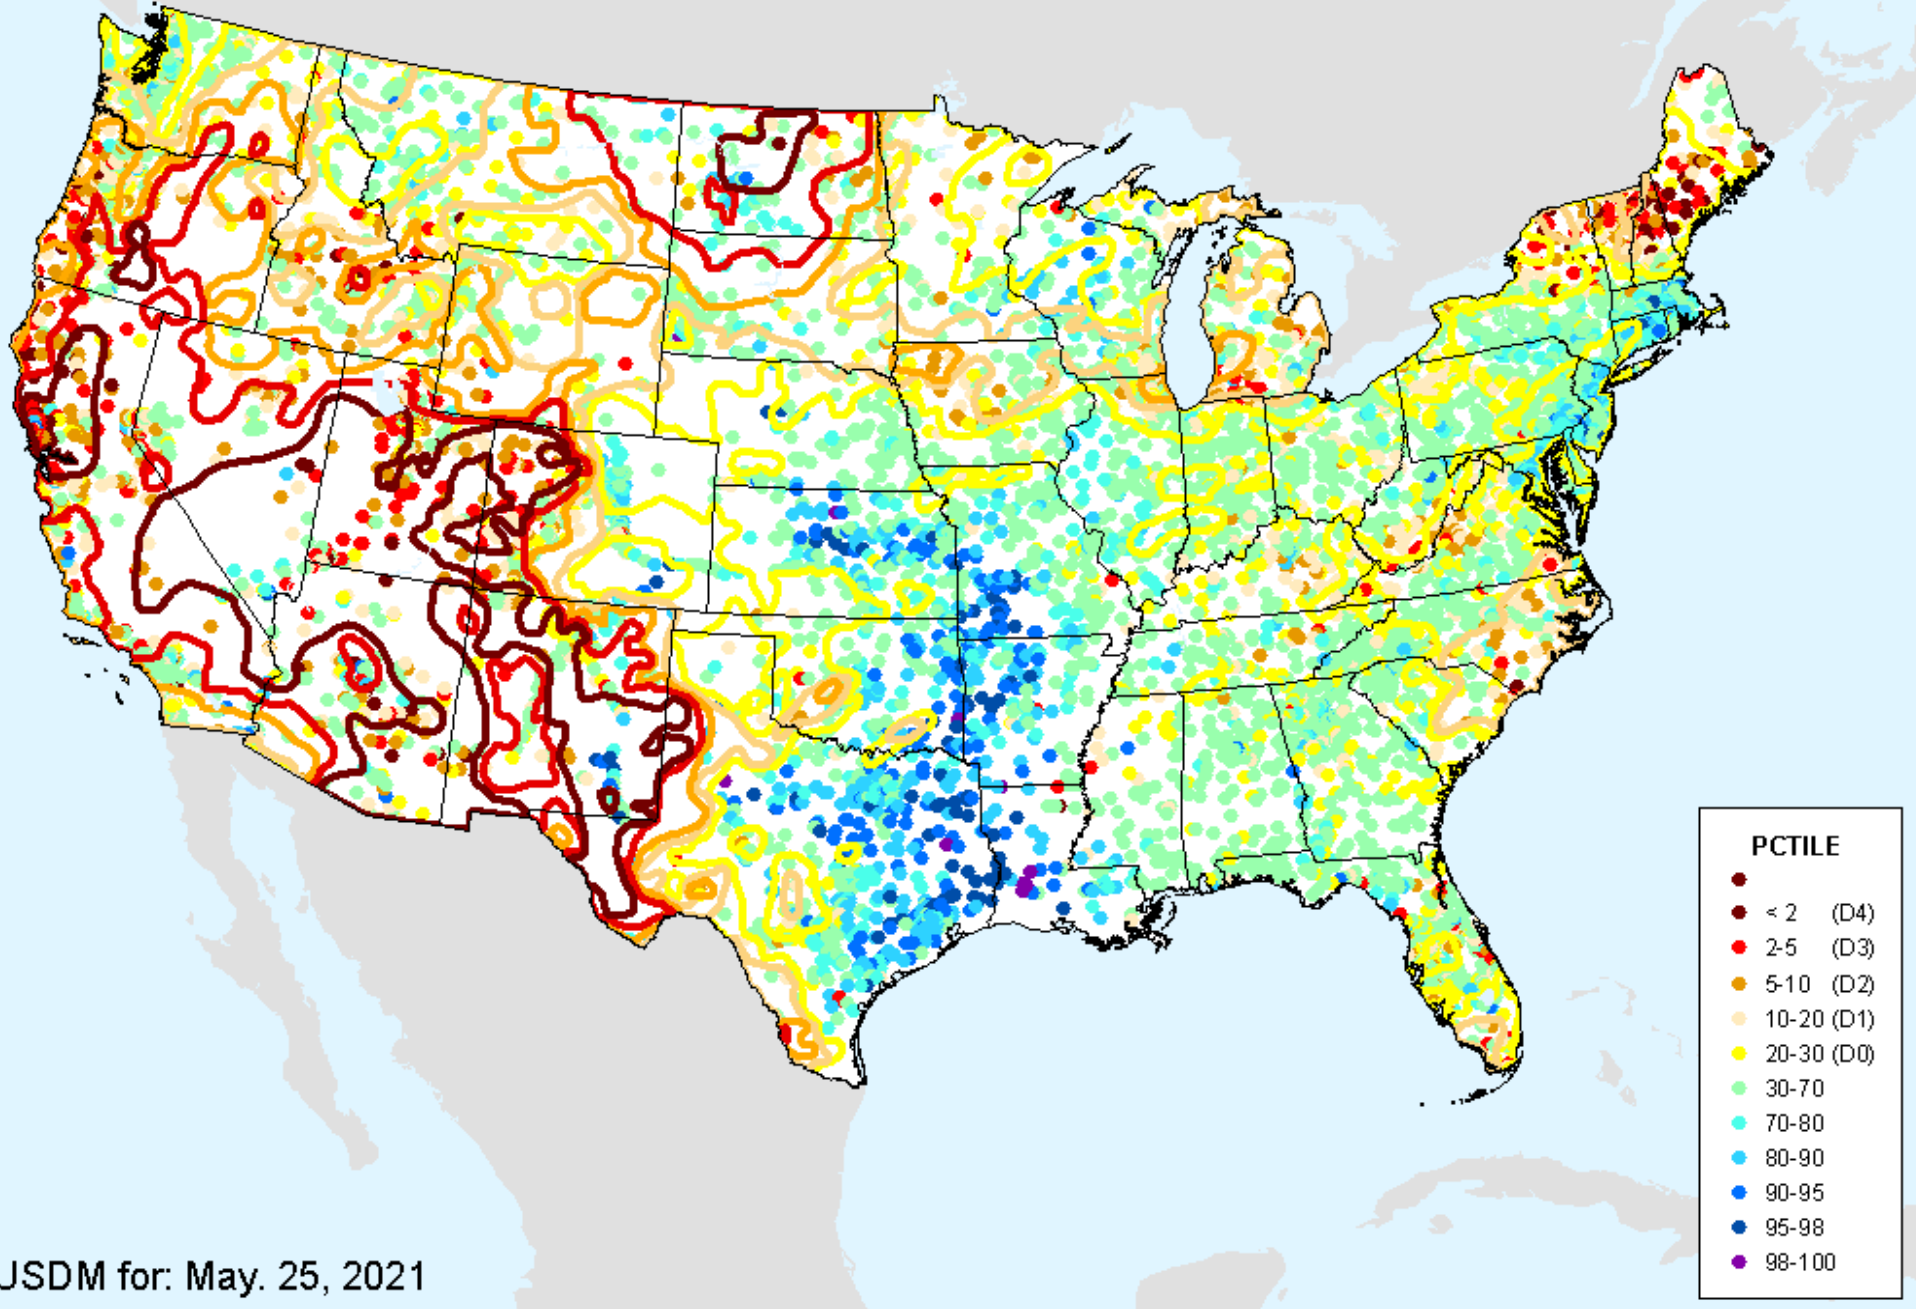 PCTILE
< 2 (D4)
2-5 (D3)
5-10 (D2)
10-20 (D1)
20-30 (D0)
30-70
70-80
80-90
90-95
95-98
98-100
USDM for: May. 25, 2021